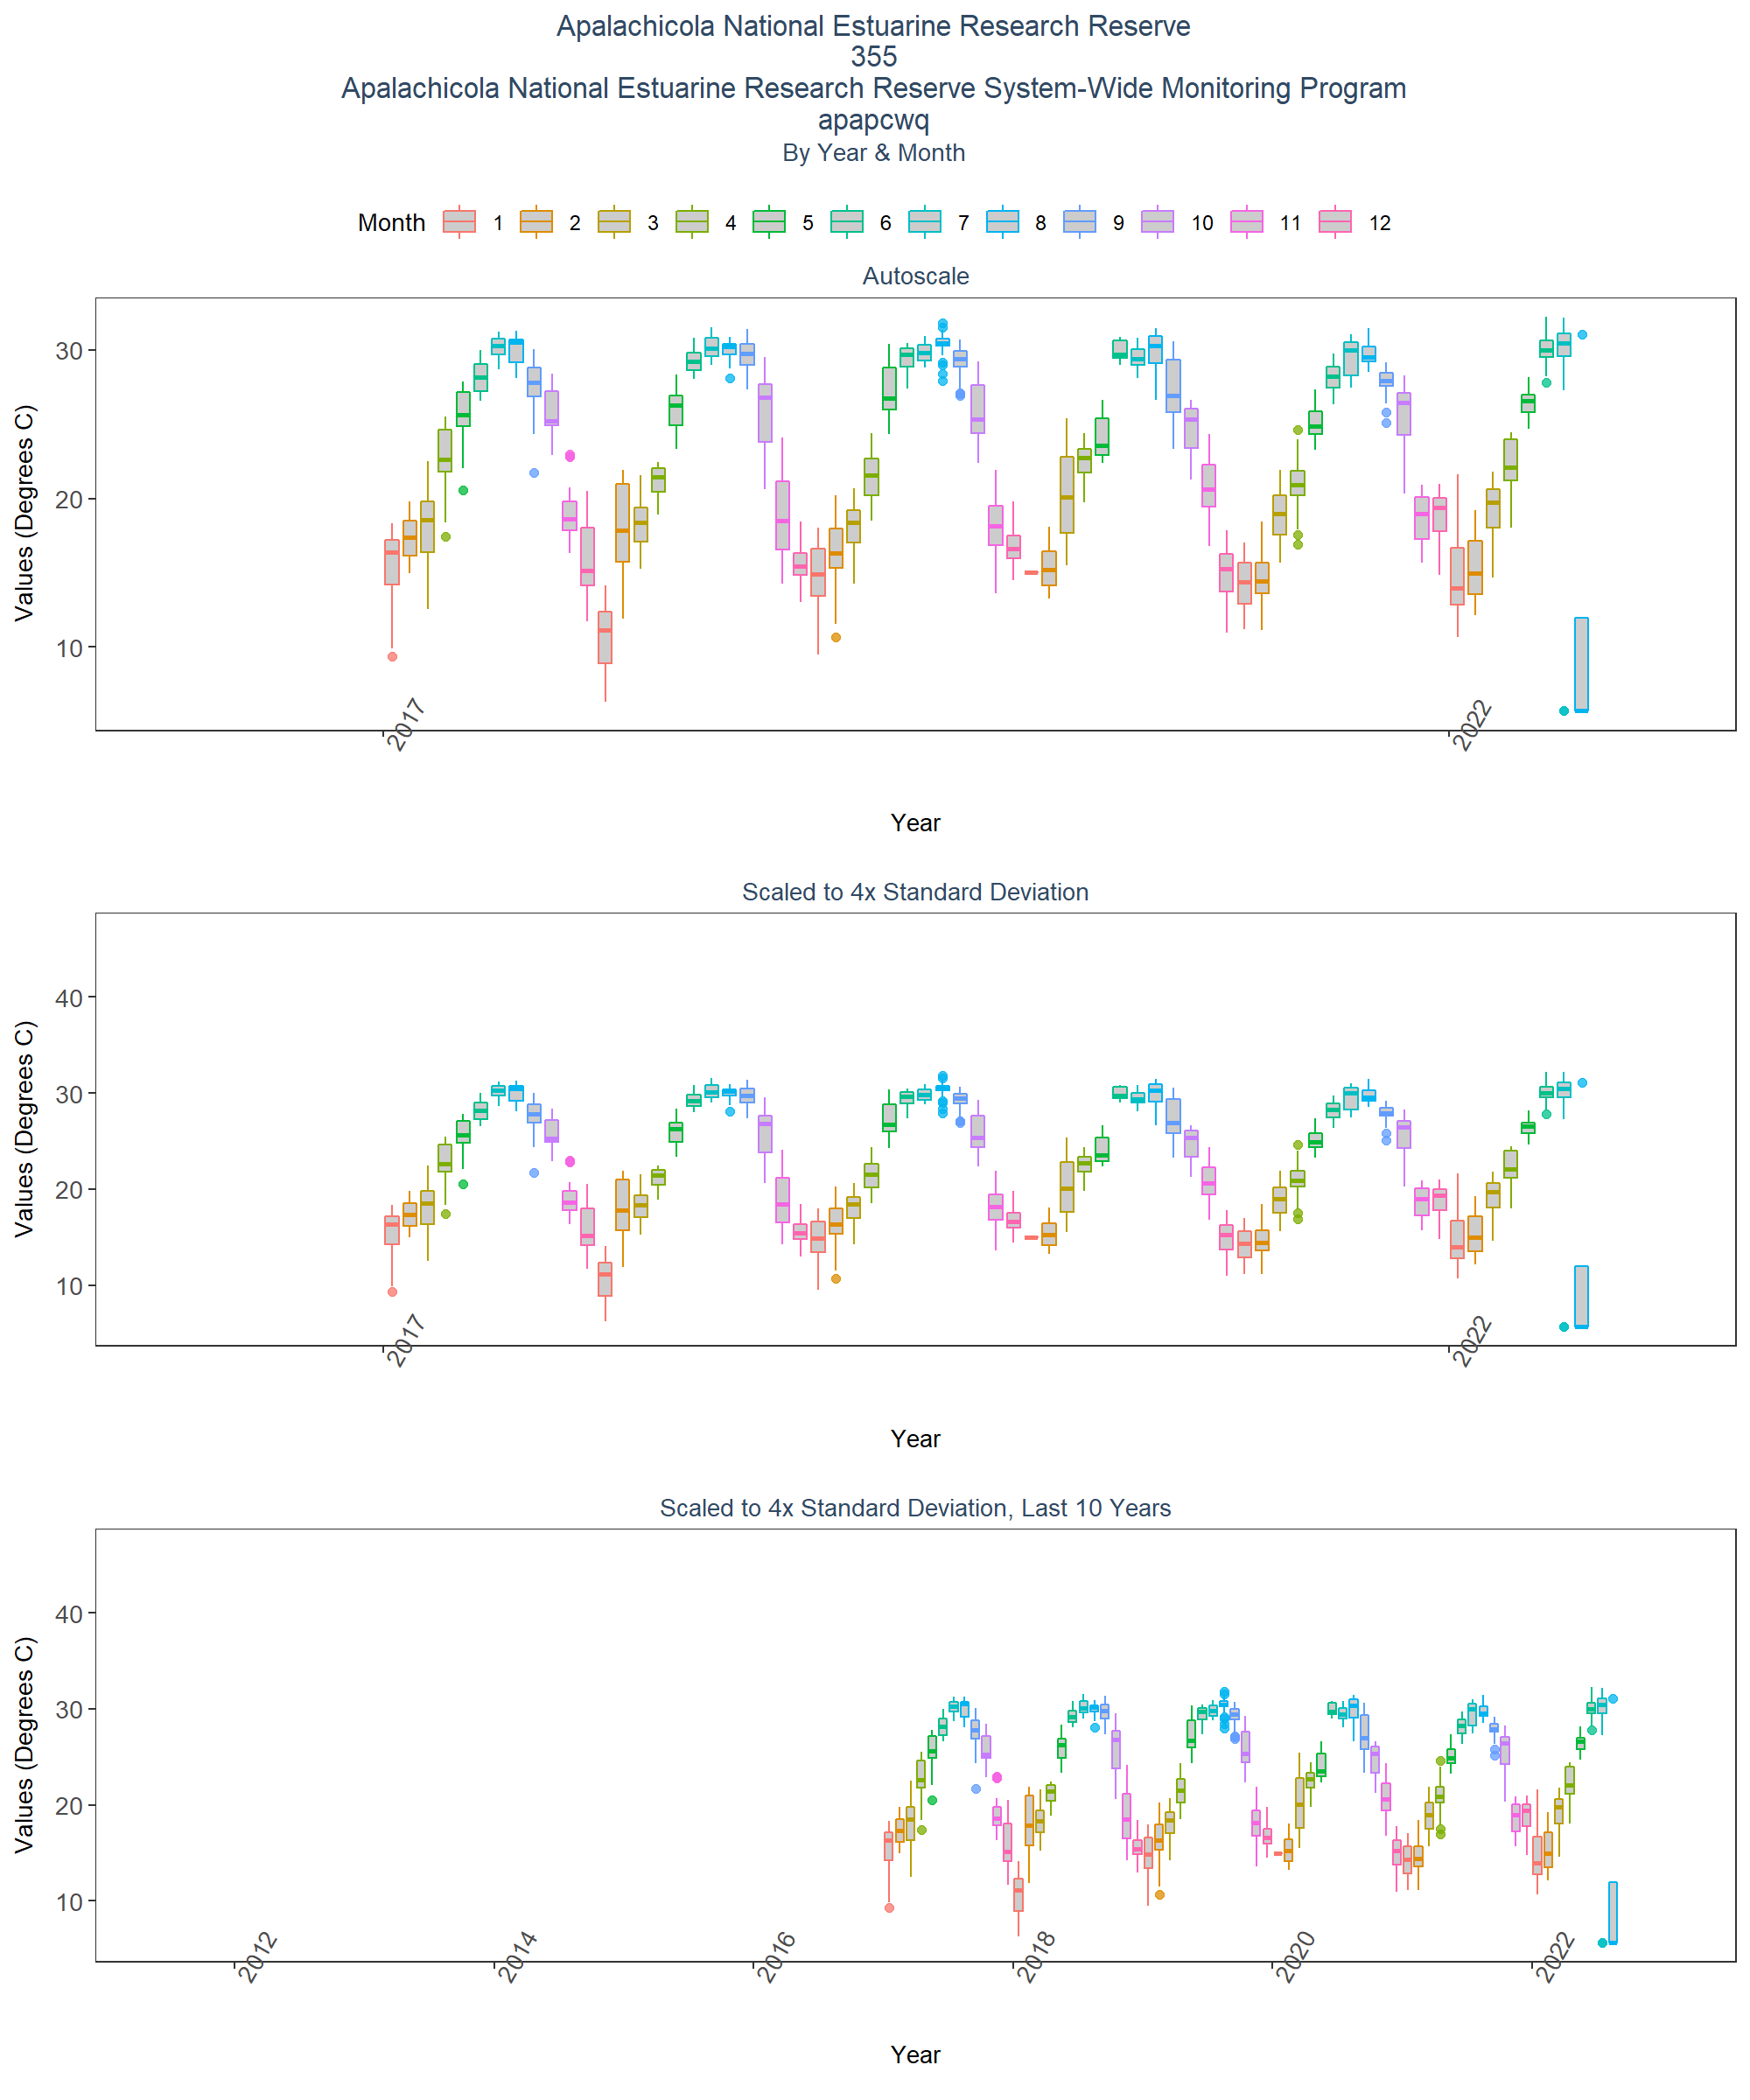 Apalachicola National Estuarine Research Reserve
355
Apalachicola National Estuarine Research Reserve System-Wide Monitoring Program
apapcwq
By Year & Month
Month 1 2 3 4 5 6 7 8 9 10 11 12
Autoscale
Values (Degrees C)
30
20
10
2017 2022
Year
Scaled to 4x Standard Deviation
Values (Degrees C)
40
30
20
10
2017 2022
Year
Scaled to 4x Standard Deviation, Last 10 Years
Values (Degrees C)
40
30
20
10
2012 2014 2016 2018 2020 2022
Year